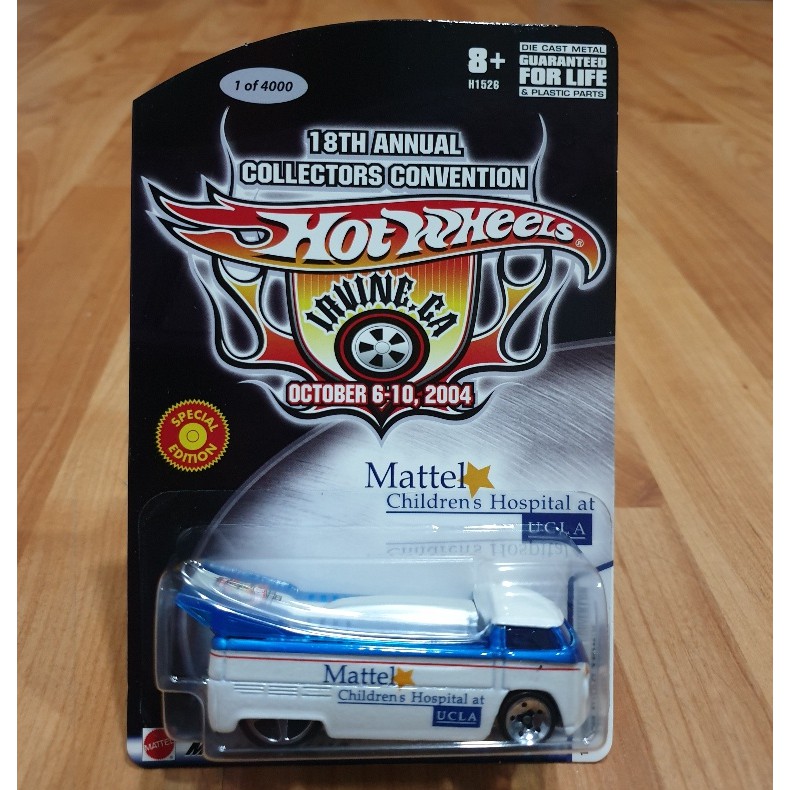 1 of 4000
8+
H1526
DIE CAST METAL
GUARANTEED
FOR LIFE
& PLASTIC PARTS
18TH ANNUAL
COLLECTORS CONVENTION
HOT WHEELS®
IRVINE, CA
OCTOBER 6-10, 2004
SPECIAL
EDITION
Mattel
Children's Hospital at
UCLA
Mattel
Children's Hospital at
UCLA
MATTEL